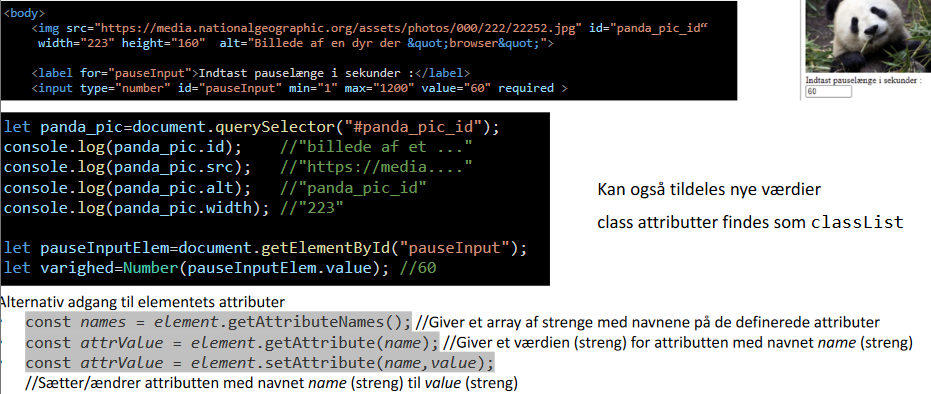 <body>
<img src="https://media.nationalgeographic.org/assets/photos/000/222/22252.jpg" id="panda_pic_id“
width="223" height="160"  alt="Billede af en dyr der &quot;browser&quot;">
<label for="pauseInput">Indtast pauselænge i sekunder :</label>
<input type="number" id="pauseInput" min="1" max="1200" value="60" required >
Indtast pauselænge i sekunder :
60
let panda_pic=document.querySelector("#panda_pic_id");
console.log(panda_pic.id);    //"billede af et ..."
console.log(panda_pic.src);   //"https://media...."
console.log(panda_pic.alt);   //"panda_pic_id"
console.log(panda_pic.width); //"223"
let pauseInputElem=document.getElementById("pauseInput");
let varighed=Number(pauseInputElem.value); //60
Kan også tildeles nye værdier
class attributter findes som classList
Alternativ adgang til elementets attributer
const names = element.getAttributeNames(); //Giver et array af strenge med navnene på de definerede attributer
const attrValue = element.getAttribute(name); //Giver et værdien (streng) for attributten med navnet name (streng)
const attrValue = element.setAttribute(name,value);
//Sætter/ændrer attributten med navnet name (streng) til value (streng)